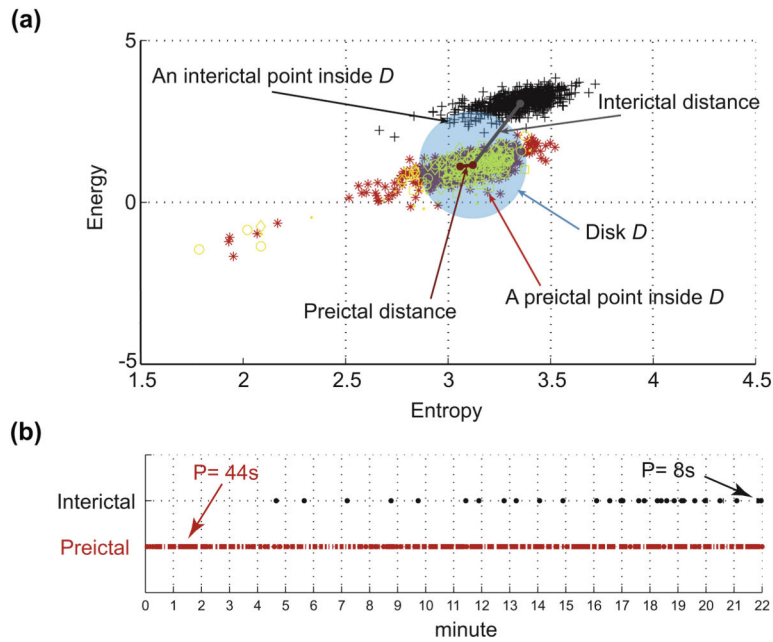 (a)
5
An interictal point inside D
Interictal distance
Energy
0
Disk D
Preictal distance
A preictal point inside D
-5
1.5 2 2.5 3 3.5 4 4.5
Entropy
(b)
P= 44s
P= 8s
Interictal
Preictal
0 1 2 3 4 5 6 7 8 9 10 11 12 13 14 15 16 17 18 19 20 21 22
minute